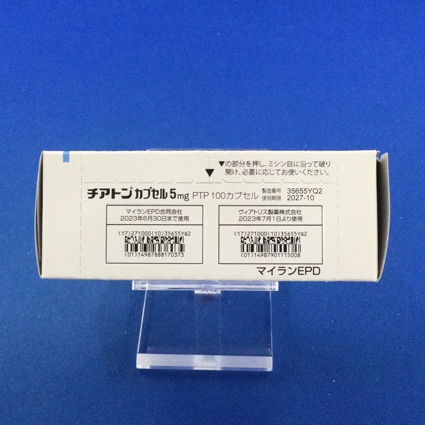 ▼の部分を押し、ミシン目に沿って破り
開け、必要に応じてお使いください。
▼
チアトンカプセル5mg PTP 100カプセル 製造番号 35655YQ2
使用期限 2027-10
マイランEPD合同会社
2023年6月30日まで使用
(17)271000(10)35655YQ2
(01)14987888170373
ヴィアトリス製薬株式会社
2023年7月1日より使用
(17)271000(10)35655YQ2
(01)14987901115008
マイランEPD